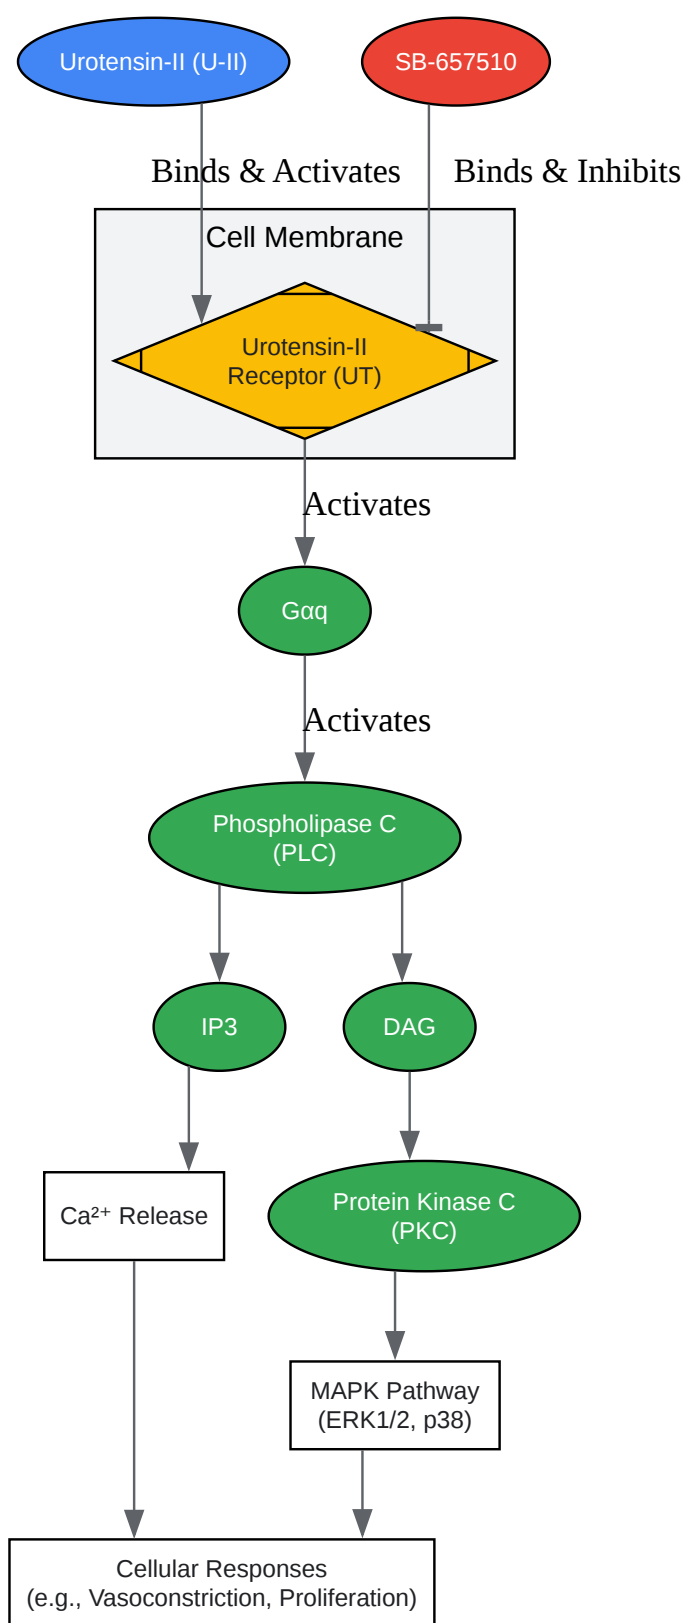 Urotensin-II (U-II)
SB-657510
Binds & Activates
Binds & Inhibits
Cell Membrane
Urotensin-II
Receptor (UT)
Activates
Gαq
Activates
Phospholipase C
(PLC)
IP3
DAG
Ca²⁺ Release
Protein Kinase C
(PKC)
MAPK Pathway
(ERK1/2, p38)
Cellular Responses
(e.g., Vasoconstriction, Proliferation)